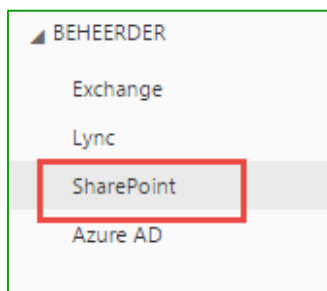 BEHEERDER
Exchange
Lync
SharePoint
Azure AD